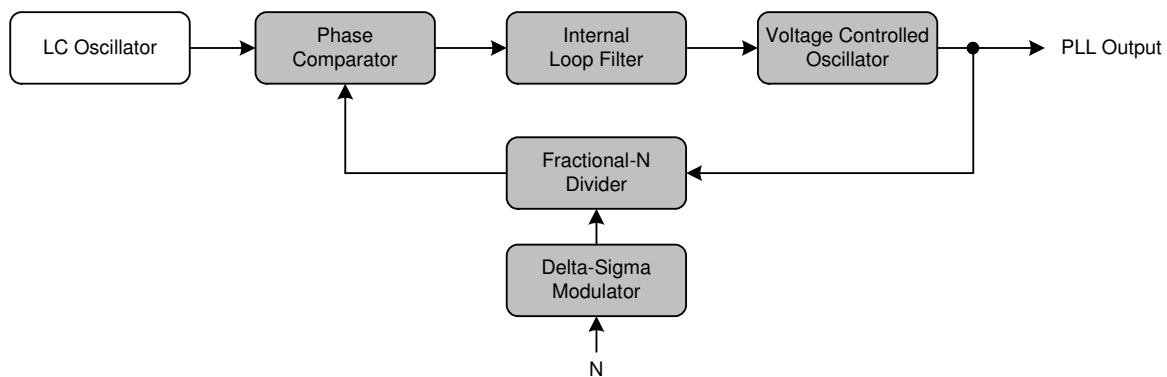 LC Oscillator
Phase
Comparator
Internal
Loop Filter
Voltage Controlled
Oscillator
PLL Output
Fractional-N
Divider
Delta-Sigma
Modulator
N